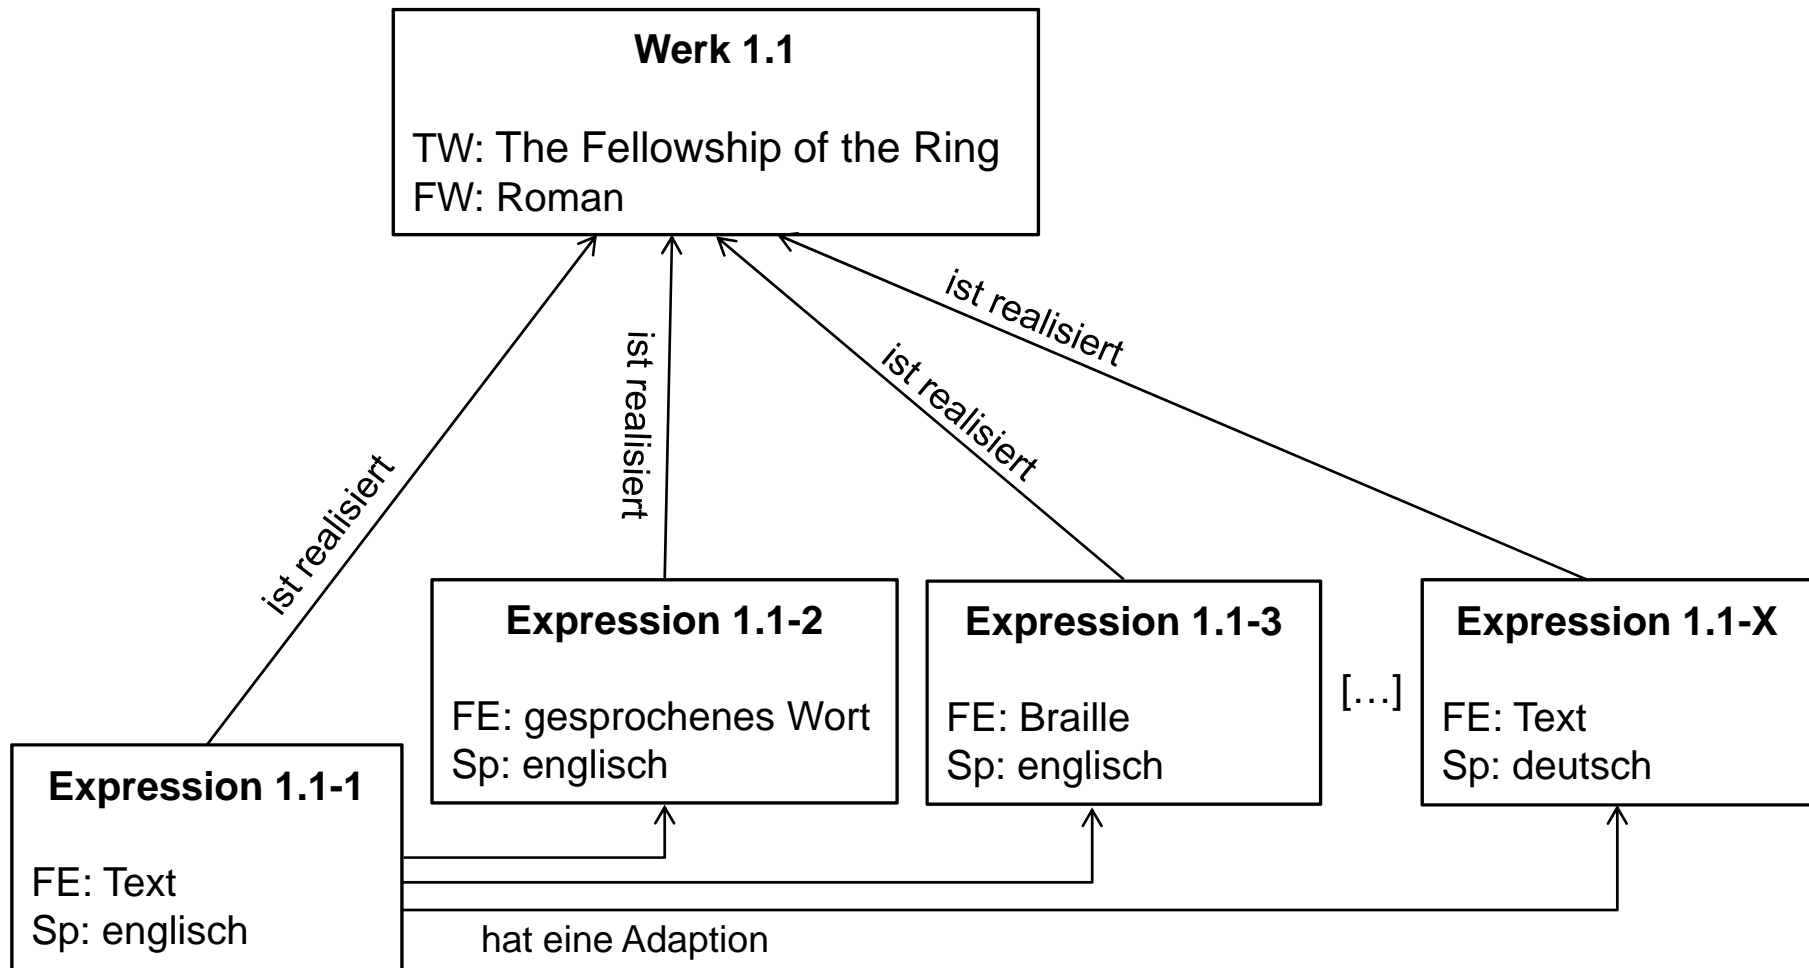 Werk 1.1
TW: The Fellowship of the Ring
FW: Roman
ist realisiert
ist realisiert
ist realisiert
ist realisiert
Expression 1.1-1
FE: Text
Sp: englisch
Expression 1.1-2
FE: gesprochenes Wort
Sp: englisch
Expression 1.1-3
FE: Braille
Sp: englisch
[…]
Expression 1.1-X
FE: Text
Sp: deutsch
hat eine Adaption